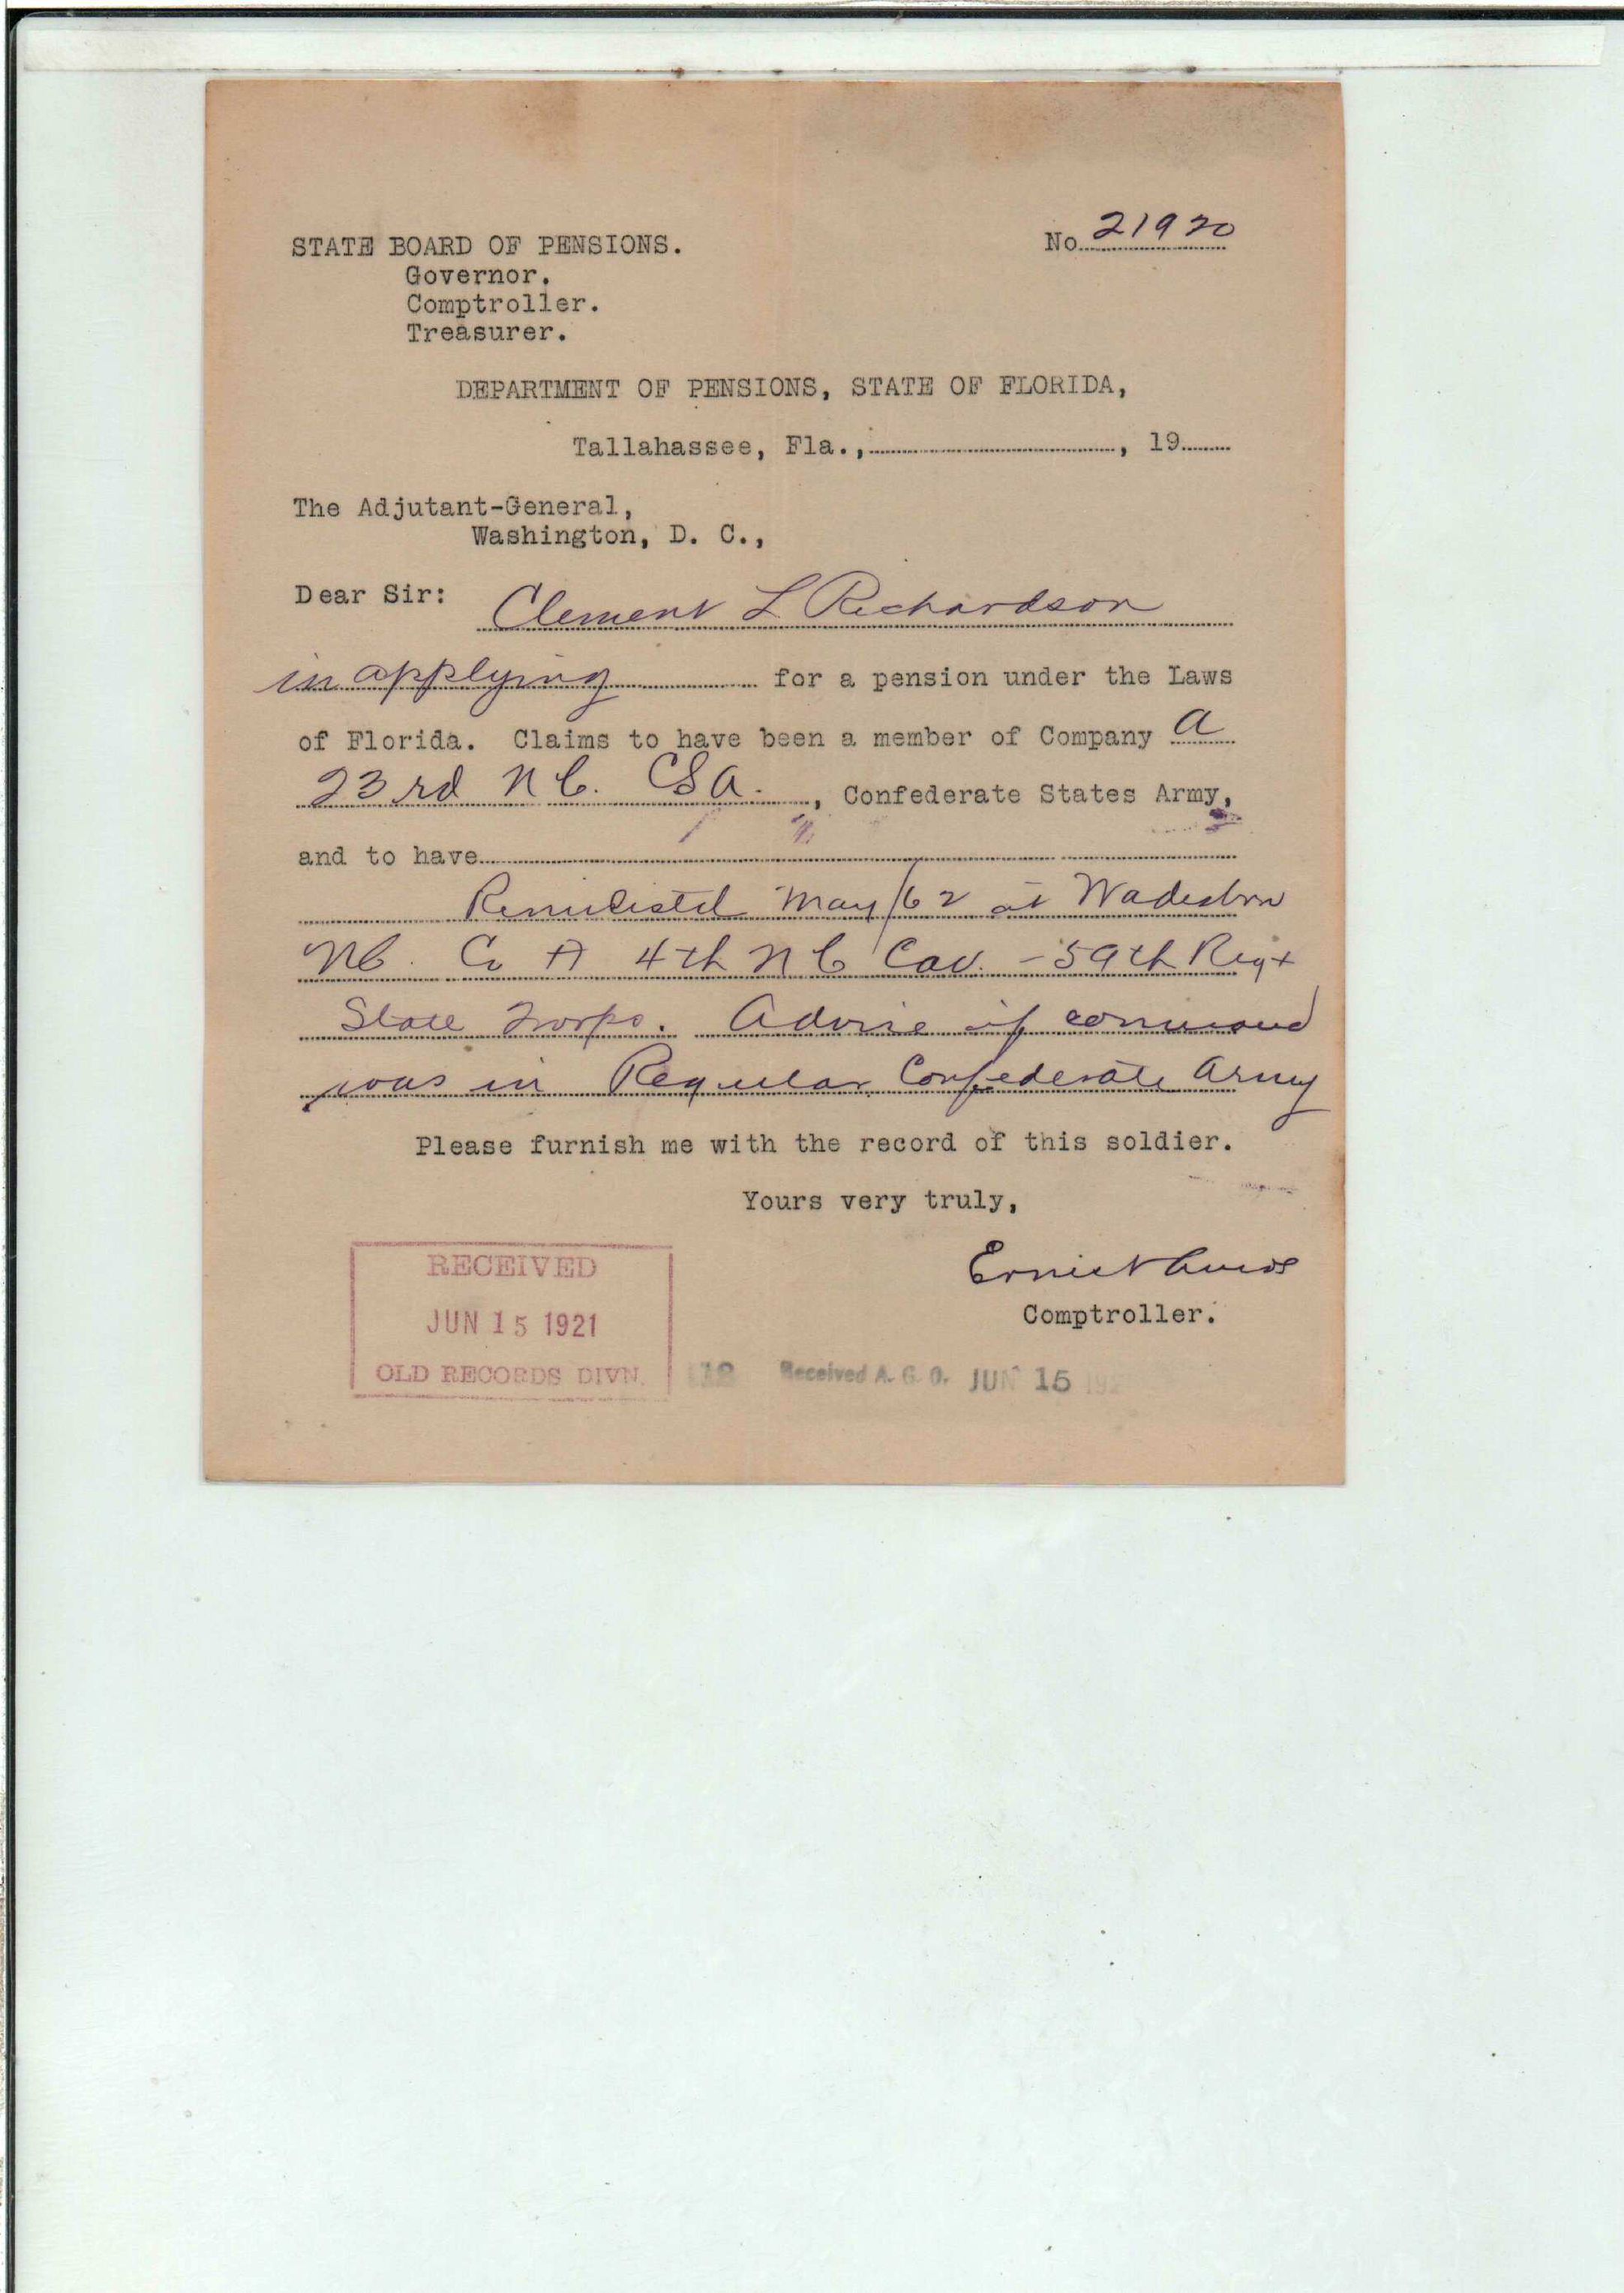 STATE BOARD OF PENSIONS.
No. 21920
Governor.
Comptroller.
Treasurer.
DEPARTMENT OF PENSIONS, STATE OF FLORIDA,
Tallahassee, Fla.,, 19
The Adjutant-General,
Washington, D. C.,
Dear Sir: Clement L Richardson
in applying for a pension under the Laws
of Florida. Claims to have been a member of Company A
23rd N C. CSA., Confederate States Army,
and to have
Reenlisted May/62 at Wadesboro
NC. Co A 4th N C Cav. - 59th Regt
State Troops. Advise if command
was in Regular Confederate Army
Please furnish me with the record of this soldier.
Yours very truly,
Ernest Amos
Comptroller.
RECEIVED
JUN 15 1921
OLD RECORDS DIVN.
Received A. G. O. JUN 15